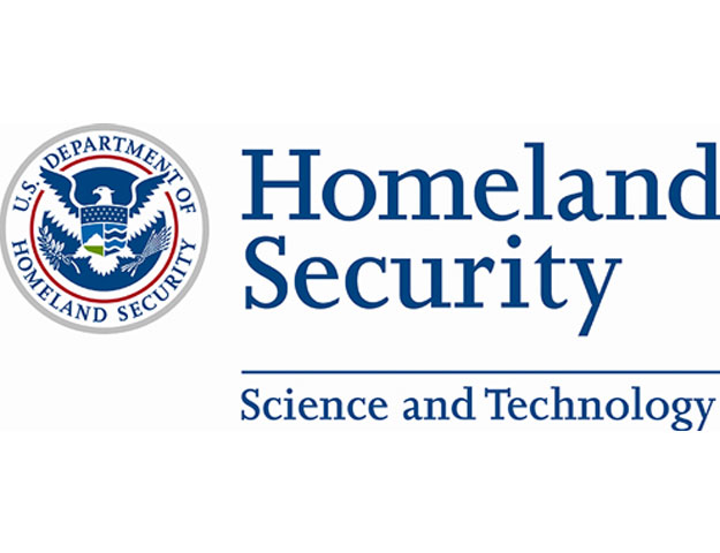 U.S. DEPARTMENT OF
HOMELAND SECURITY
Homeland
Security
Science and Technology